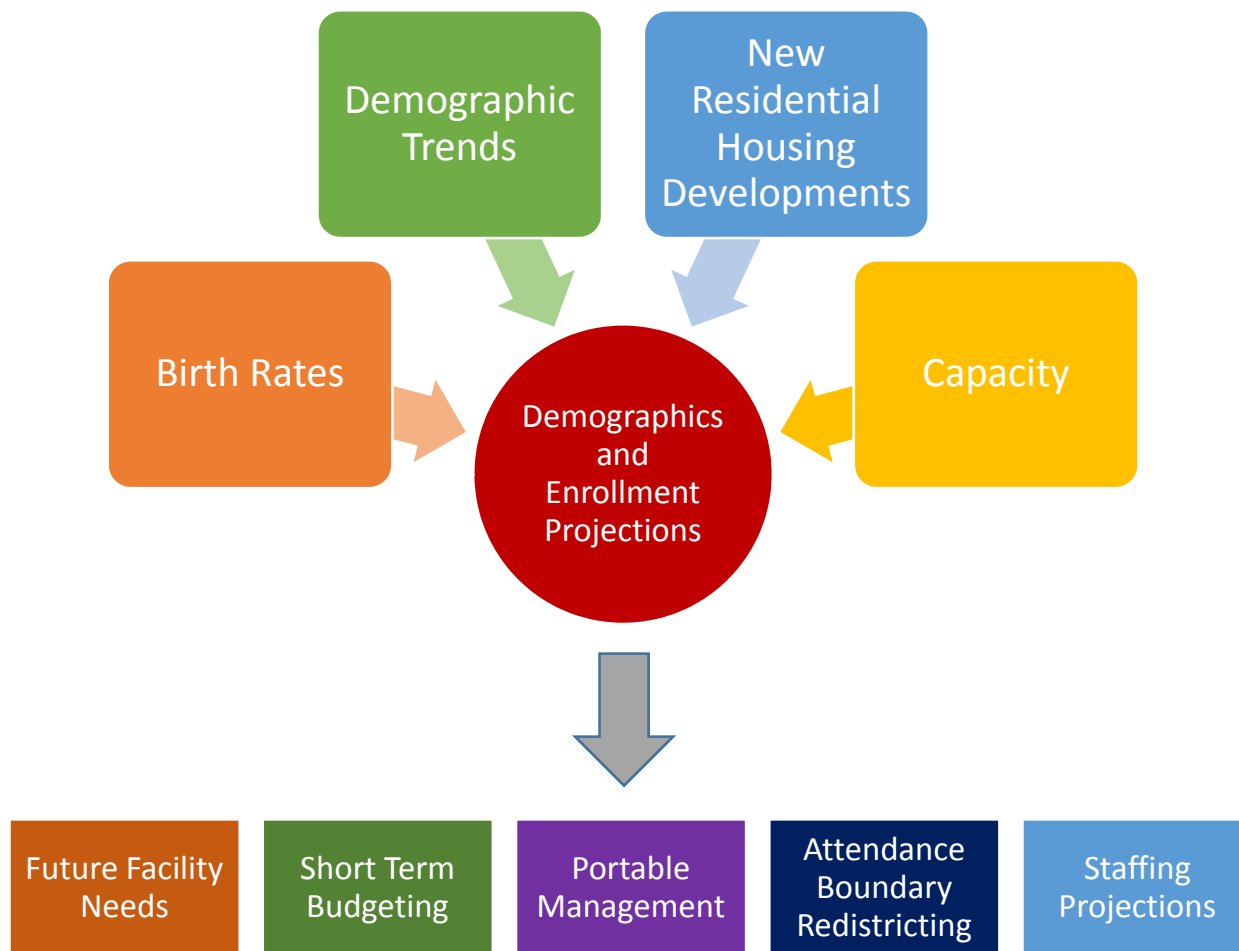 Demographic
Trends
New
Residential
Housing
Developments
Birth Rates
Capacity
Demographics
and
Enrollment
Projections
Future Facility
Needs
Short Term
Budgeting
Portable
Management
Attendance
Boundary
Redistricting
Staffing
Projections